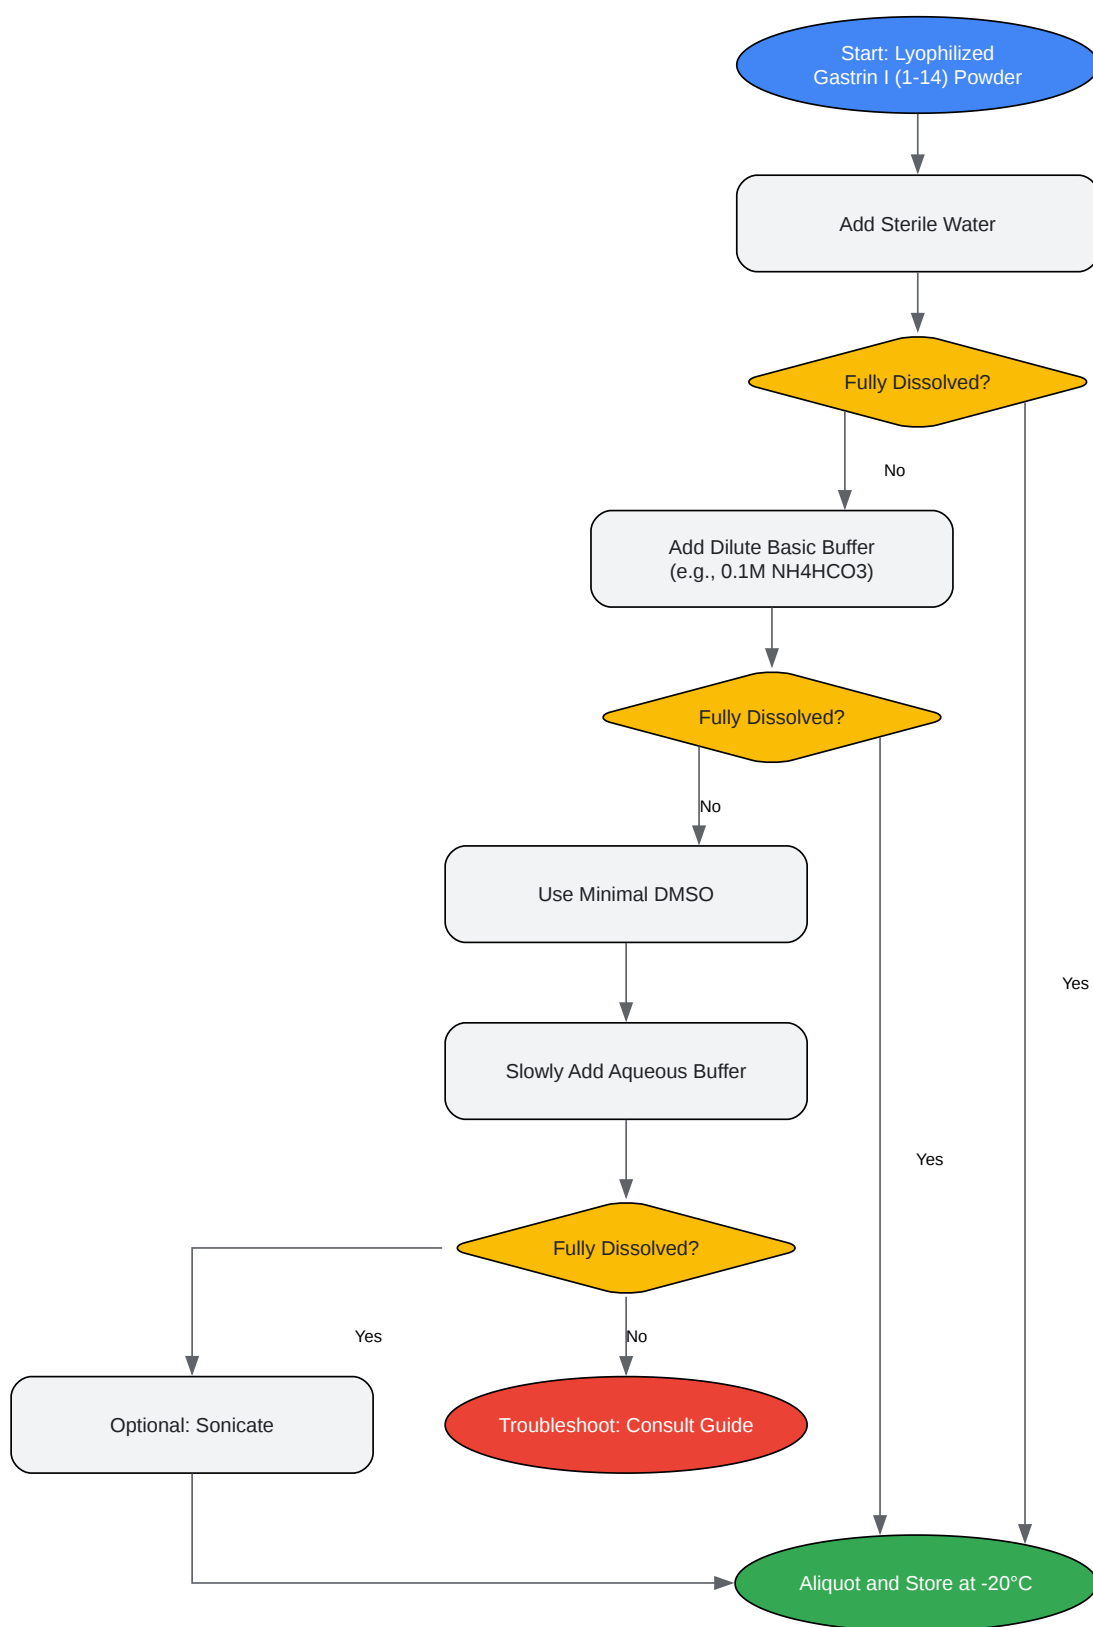 Start: Lyophilized
Gastrin I (1-14) Powder
Add Sterile Water
Fully Dissolved?
No
Add Dilute Basic Buffer
(e.g., 0.1M NH4HCO3)
Fully Dissolved?
No
Use Minimal DMSO
Yes
Slowly Add Aqueous Buffer
Yes
Fully Dissolved?
Yes
No
Optional: Sonicate
Troubleshoot: Consult Guide
Aliquot and Store at -20°C